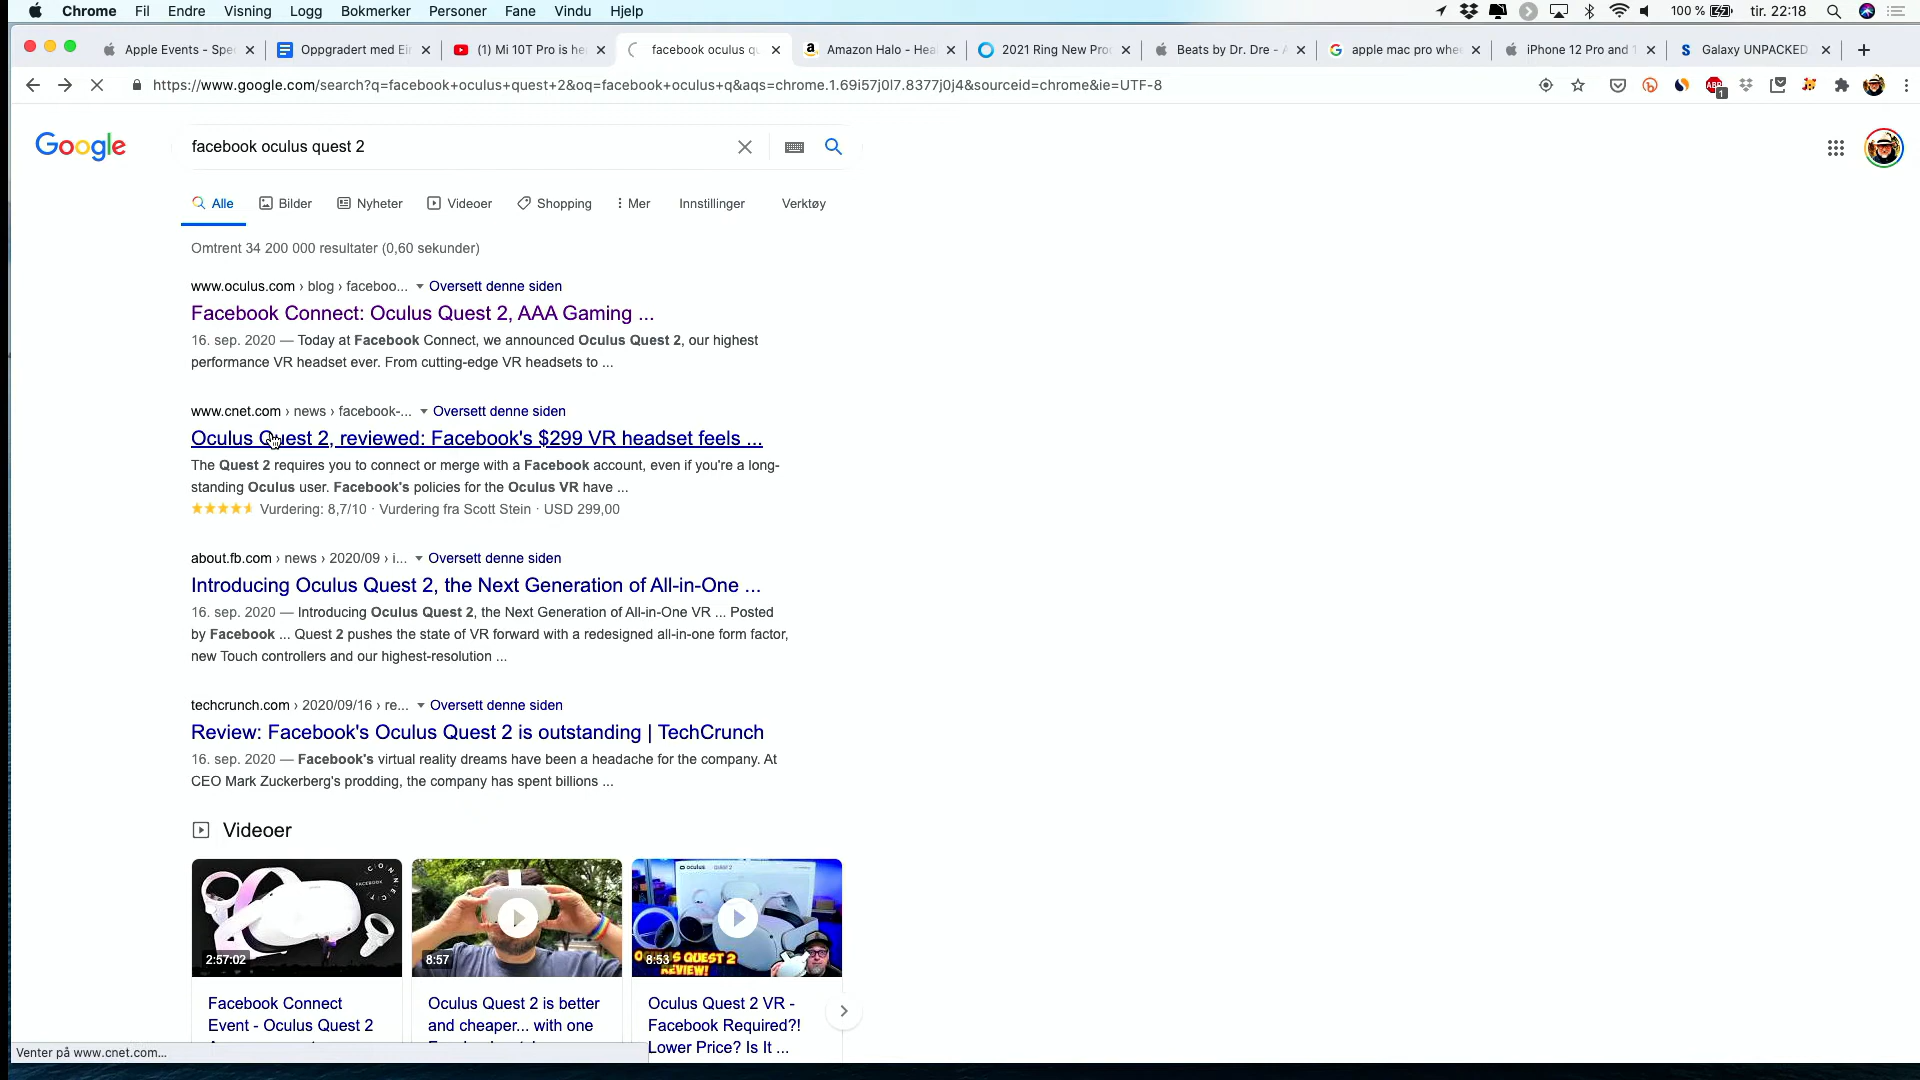 Chrome Fil Endre Visning Logg Bokmerker Personer Fane Vindu Hjelp 100 % tir. 22:18
Apple Events - Spe Oppgradert med Ei (1) Mi 10T Pro is he facebook oculus qu Amazon Halo - Hea 2021 Ring New Pro Beats by Dr. Dre - A apple mac pro whe iPhone 12 Pro and 1 Galaxy UNPACKED
https://www.google.com/search?q=facebook+oculus+quest+2&oq=facebook+oculus+q&aqs=chrome.1.69i57j0l7.8377j0j4&sourceid=chrome&ie=UTF-8
Google facebook oculus quest 2
Alle Bilder Nyheter Videoer Shopping Mer Innstillinger Verktøy
Omtrent 34 200 000 resultater (0,60 sekunder)
www.oculus.com › blog › faceboo... Oversett denne siden
Facebook Connect: Oculus Quest 2, AAA Gaming ...
16. sep. 2020 — Today at Facebook Connect, we announced Oculus Quest 2, our highest
performance VR headset ever. From cutting-edge VR headsets to ...
www.cnet.com › news › facebook-... Oversett denne siden
Oculus Quest 2, reviewed: Facebook's $299 VR headset feels ...
The Quest 2 requires you to connect or merge with a Facebook account, even if you're a long-
standing Oculus user. Facebook's policies for the Oculus VR have ...
Vurdering: 8,7/10 · Vurdering fra Scott Stein · USD 299,00
about.fb.com › news › 2020/09 › i... Oversett denne siden
Introducing Oculus Quest 2, the Next Generation of All-in-One ...
16. sep. 2020 — Introducing Oculus Quest 2, the Next Generation of All-in-One VR ... Posted
by Facebook ... Quest 2 pushes the state of VR forward with a redesigned all-in-one form factor,
new Touch controllers and our highest-resolution ...
techcrunch.com › 2020/09/16 › re... Oversett denne siden
Review: Facebook's Oculus Quest 2 is outstanding | TechCrunch
16. sep. 2020 — Facebook's virtual reality dreams have been a headache for the company. At
CEO Mark Zuckerberg's prodding, the company has spent billions ...
Videoer
2:57:02 8:57 8:53
Facebook Connect
Event - Oculus Quest 2
Oculus Quest 2 is better
and cheaper... with one
Oculus Quest 2 VR -
Facebook Required?!
Lower Price? Is It ...
Venter på www.cnet.com...